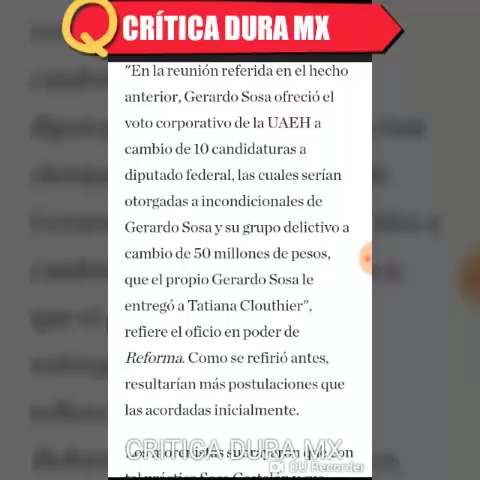 CRÍTICA DURA MX
"En la reunión referida en el hecho
anterior, Gerardo Sosa ofreció el
voto corporativo de la UAEH a
cambio de 10 candidaturas a
diputado federal, las cuales serían
otorgadas a incondicionales de
Gerardo Sosa y su grupo delictivo a
cambio de 50 millones de pesos,
que el propio Gerardo Sosa le
entregó a Tatiana Clouthier",
refiere el oficio en poder de
Reforma. Como se refirió antes,
resultarían más postulaciones que
las acordadas inicialmente.
CRITICA DURA MX
DU Recorder